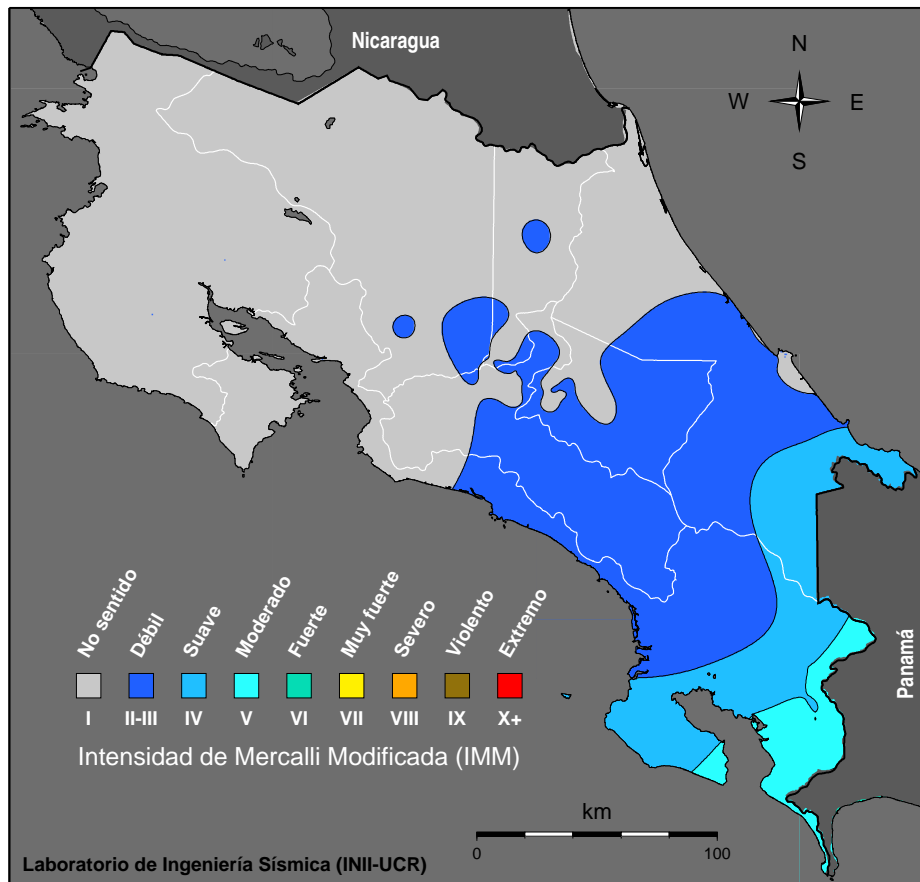 Nicaragua
N
W E
S
Panamá
No sentido
Débil
Suave
Moderado
Fuerte
Muy fuerte
Severo
Violento
Extremo
I II-III IV V VI VII VIII IX X+
Intensidad de Mercalli Modificada (IMM)
km
0 100
Laboratorio de Ingeniería Sísmica (INII-UCR)